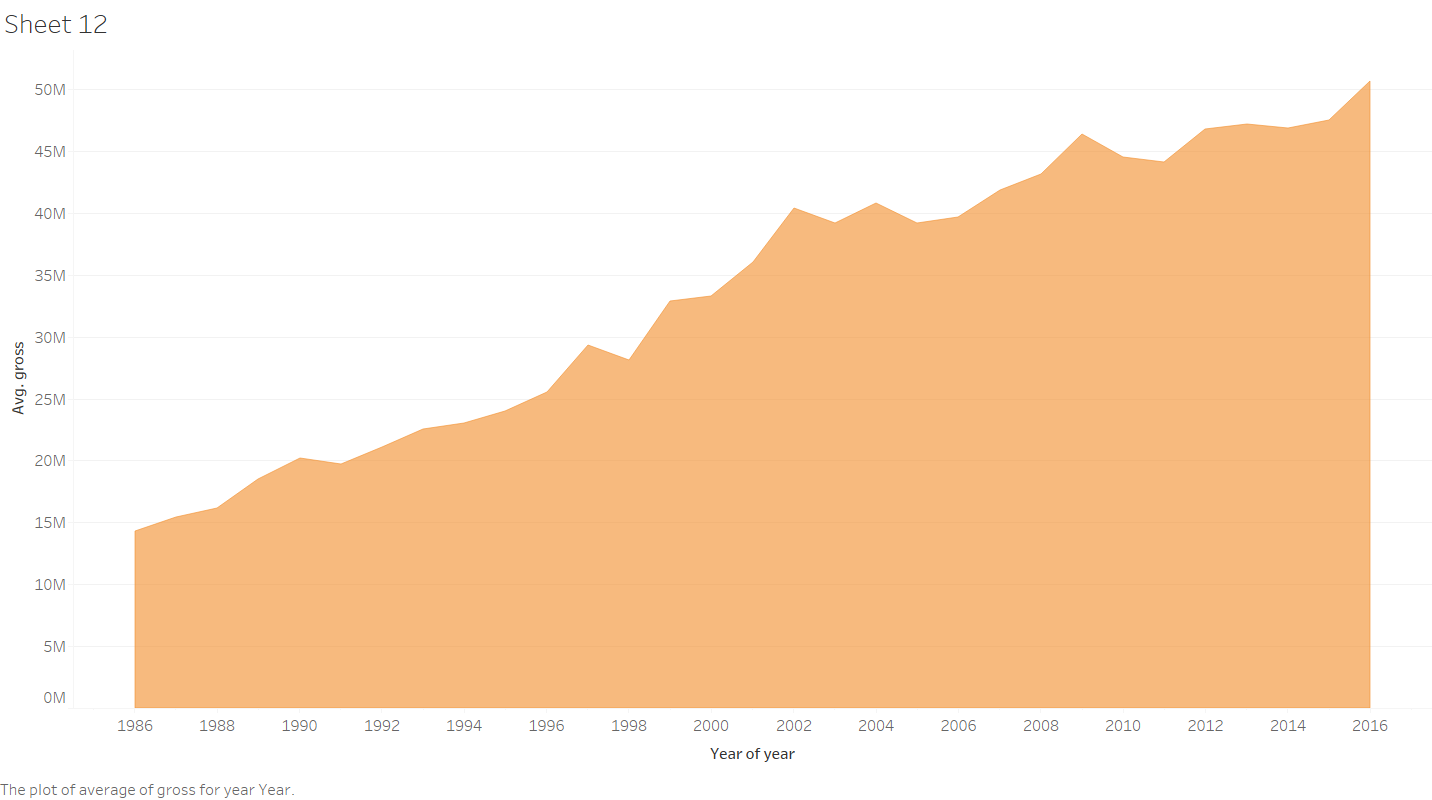 Sheet 12
50M
45M
40M
35M
30M
25M
20M
15M
10M
5M
0M
Avg. gross
1986 1988 1990 1992 1994 1996 1998 2000 2002 2004 2006 2008 2010 2012 2014 2016
Year of year
The plot of average of gross for year Year.